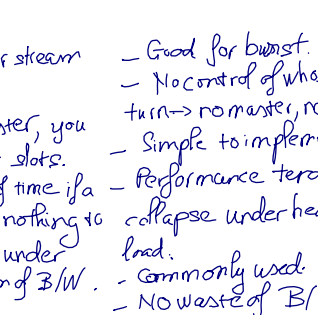 r stream
ster, you
slots.
f time if a
nothing to
under
n of B/W.
- Good for burst.
- No control of who
turn → no master, no
- Simple to implem
- Performance tend
collapse under hea
load.
- Commonly used.
- No waste of B/